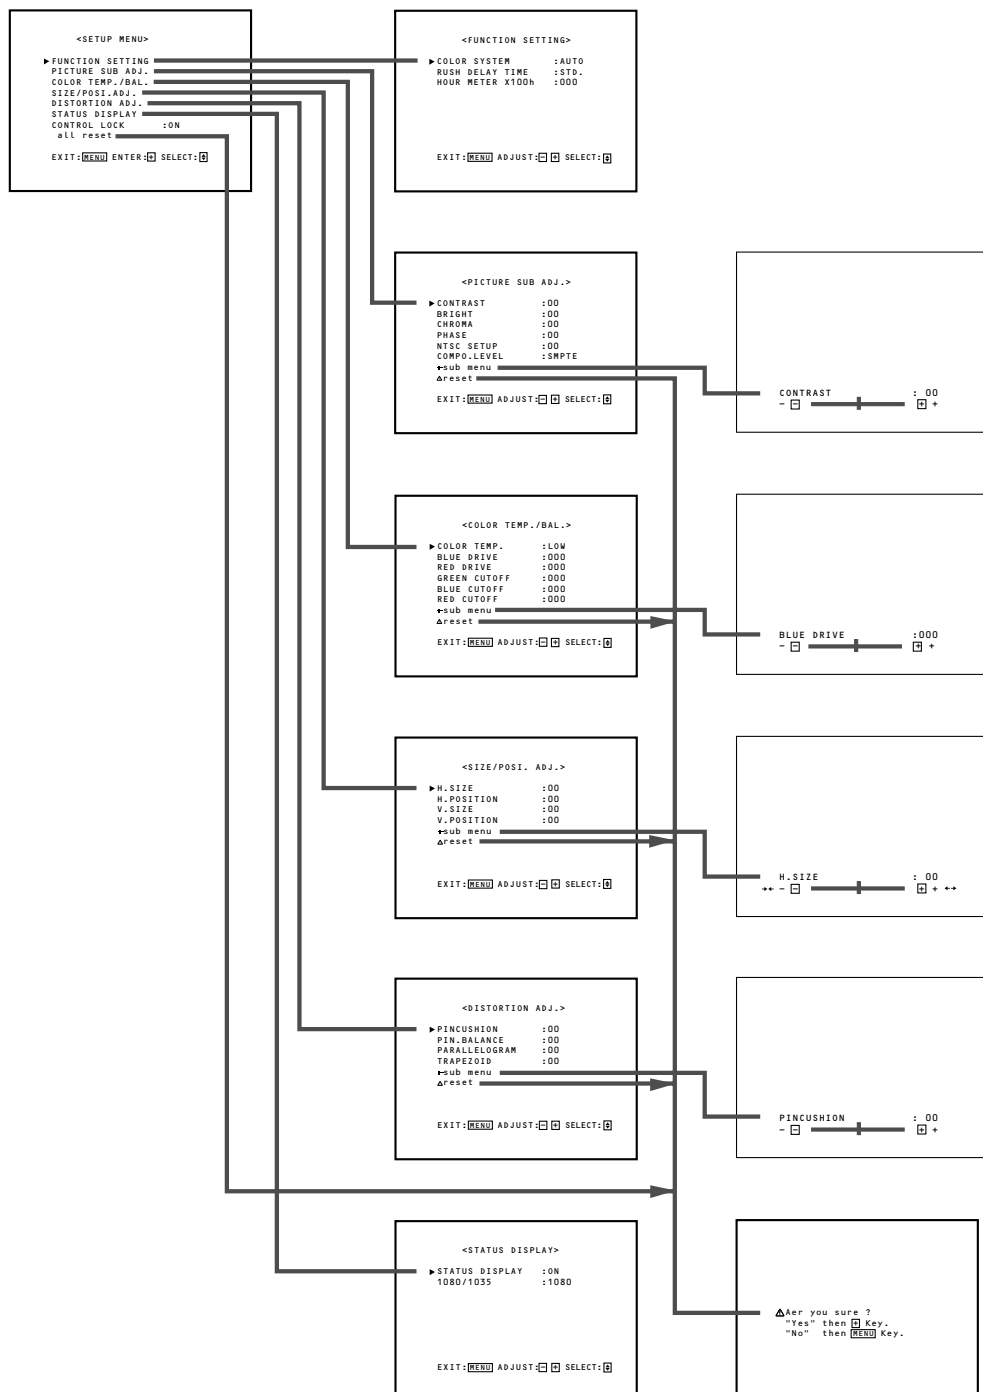 <SETUP MENU>
▶FUNCTION SETTING
PICTURE SUB ADJ.
COLOR TEMP./BAL.
SIZE/POSI.ADJ.
DISTORTION ADJ.
STATUS DISPLAY
CONTROL LOCK :ON
all reset
EXIT:MENU ENTER:+ SELECT:
<FUNCTION SETTING>
▶COLOR SYSTEM :AUTO
RUSH DELAY TIME :STD.
HOUR METER X100h :000
EXIT:MENU ADJUST:- + SELECT:
<PICTURE SUB ADJ.>
▶CONTRAST :00
BRIGHT :00
CHROMA :00
PHASE :00
NTSC SETUP :00
COMPO.LEVEL :SMPTE
sub menu
reset
EXIT:MENU ADJUST:- + SELECT:
CONTRAST : 00
- - + +
<COLOR TEMP./BAL.>
▶COLOR TEMP. :LOW
BLUE DRIVE :000
RED DRIVE :000
GREEN CUTOFF :000
BLUE CUTOFF :000
RED CUTOFF :000
sub menu
reset
EXIT:MENU ADJUST:- + SELECT:
BLUE DRIVE :000
- - + +
<SIZE/POSI. ADJ.>
▶H.SIZE :00
H.POSITION :00
V.SIZE :00
V.POSITION :00
sub menu
reset
EXIT:MENU ADJUST:- + SELECT:
H.SIZE : 00
→← - - + + ←→
<DISTORTION ADJ.>
▶PINCUSHION :00
PIN.BALANCE :00
PARALLELOGRAM :00
TRAPEZOID :00
sub menu
reset
EXIT:MENU ADJUST:- + SELECT:
PINCUSHION : 00
- - + +
<STATUS DISPLAY>
▶STATUS DISPLAY :ON
1080/1035 :1080
EXIT:MENU ADJUST:- + SELECT:
Aer you sure ?
"Yes" then + Key.
"No" then MENU Key.